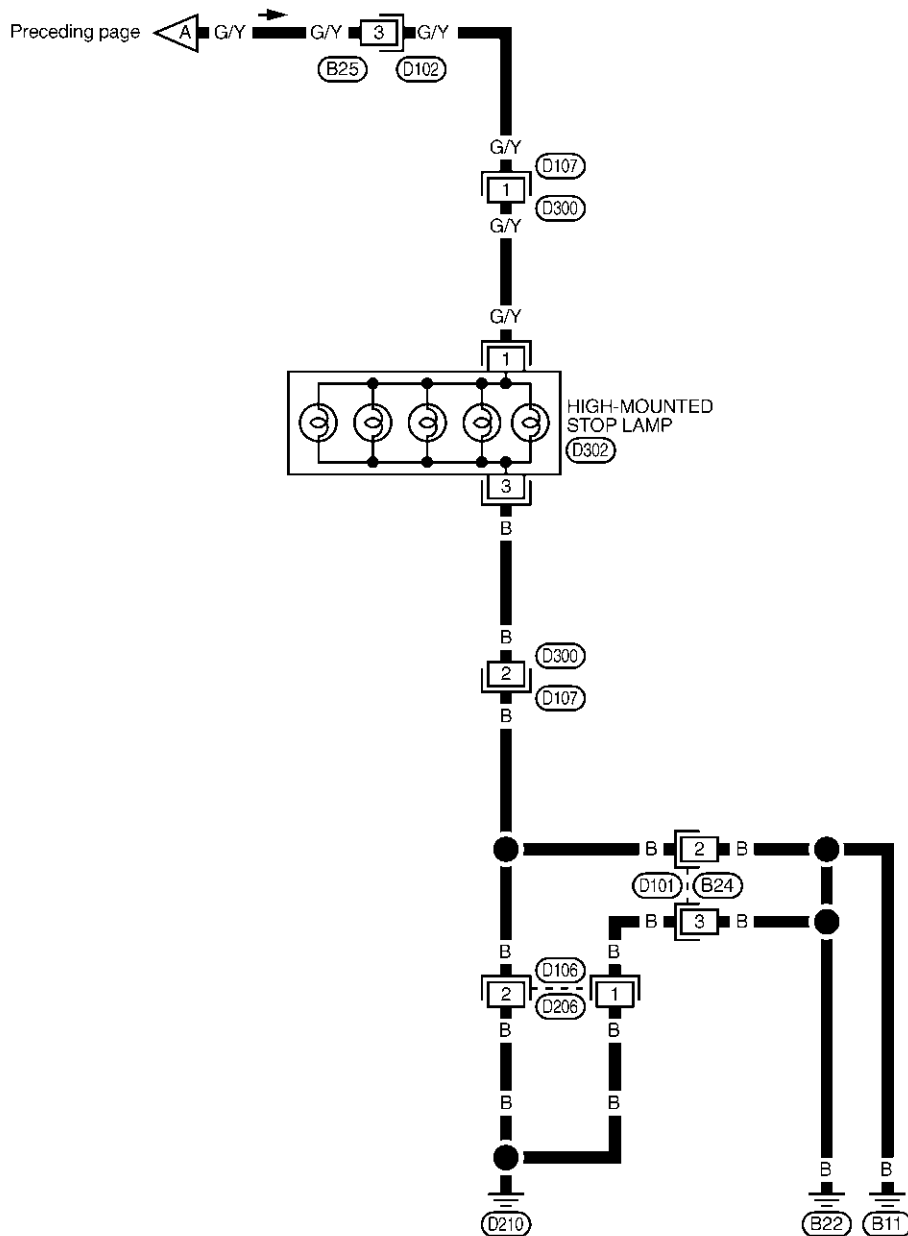 Preceding page A G/Y G/Y 3 G/Y
B25 D102
G/Y D107
1
D300
G/Y
G/Y
1
HIGH-MOUNTED
STOP LAMP
D302
3
B
B
D300
2
D107
B
B 2 B
D101 B24
B 3 B
B B
D106
2 1
D206
B B
B B
B B
D210 B22 B11